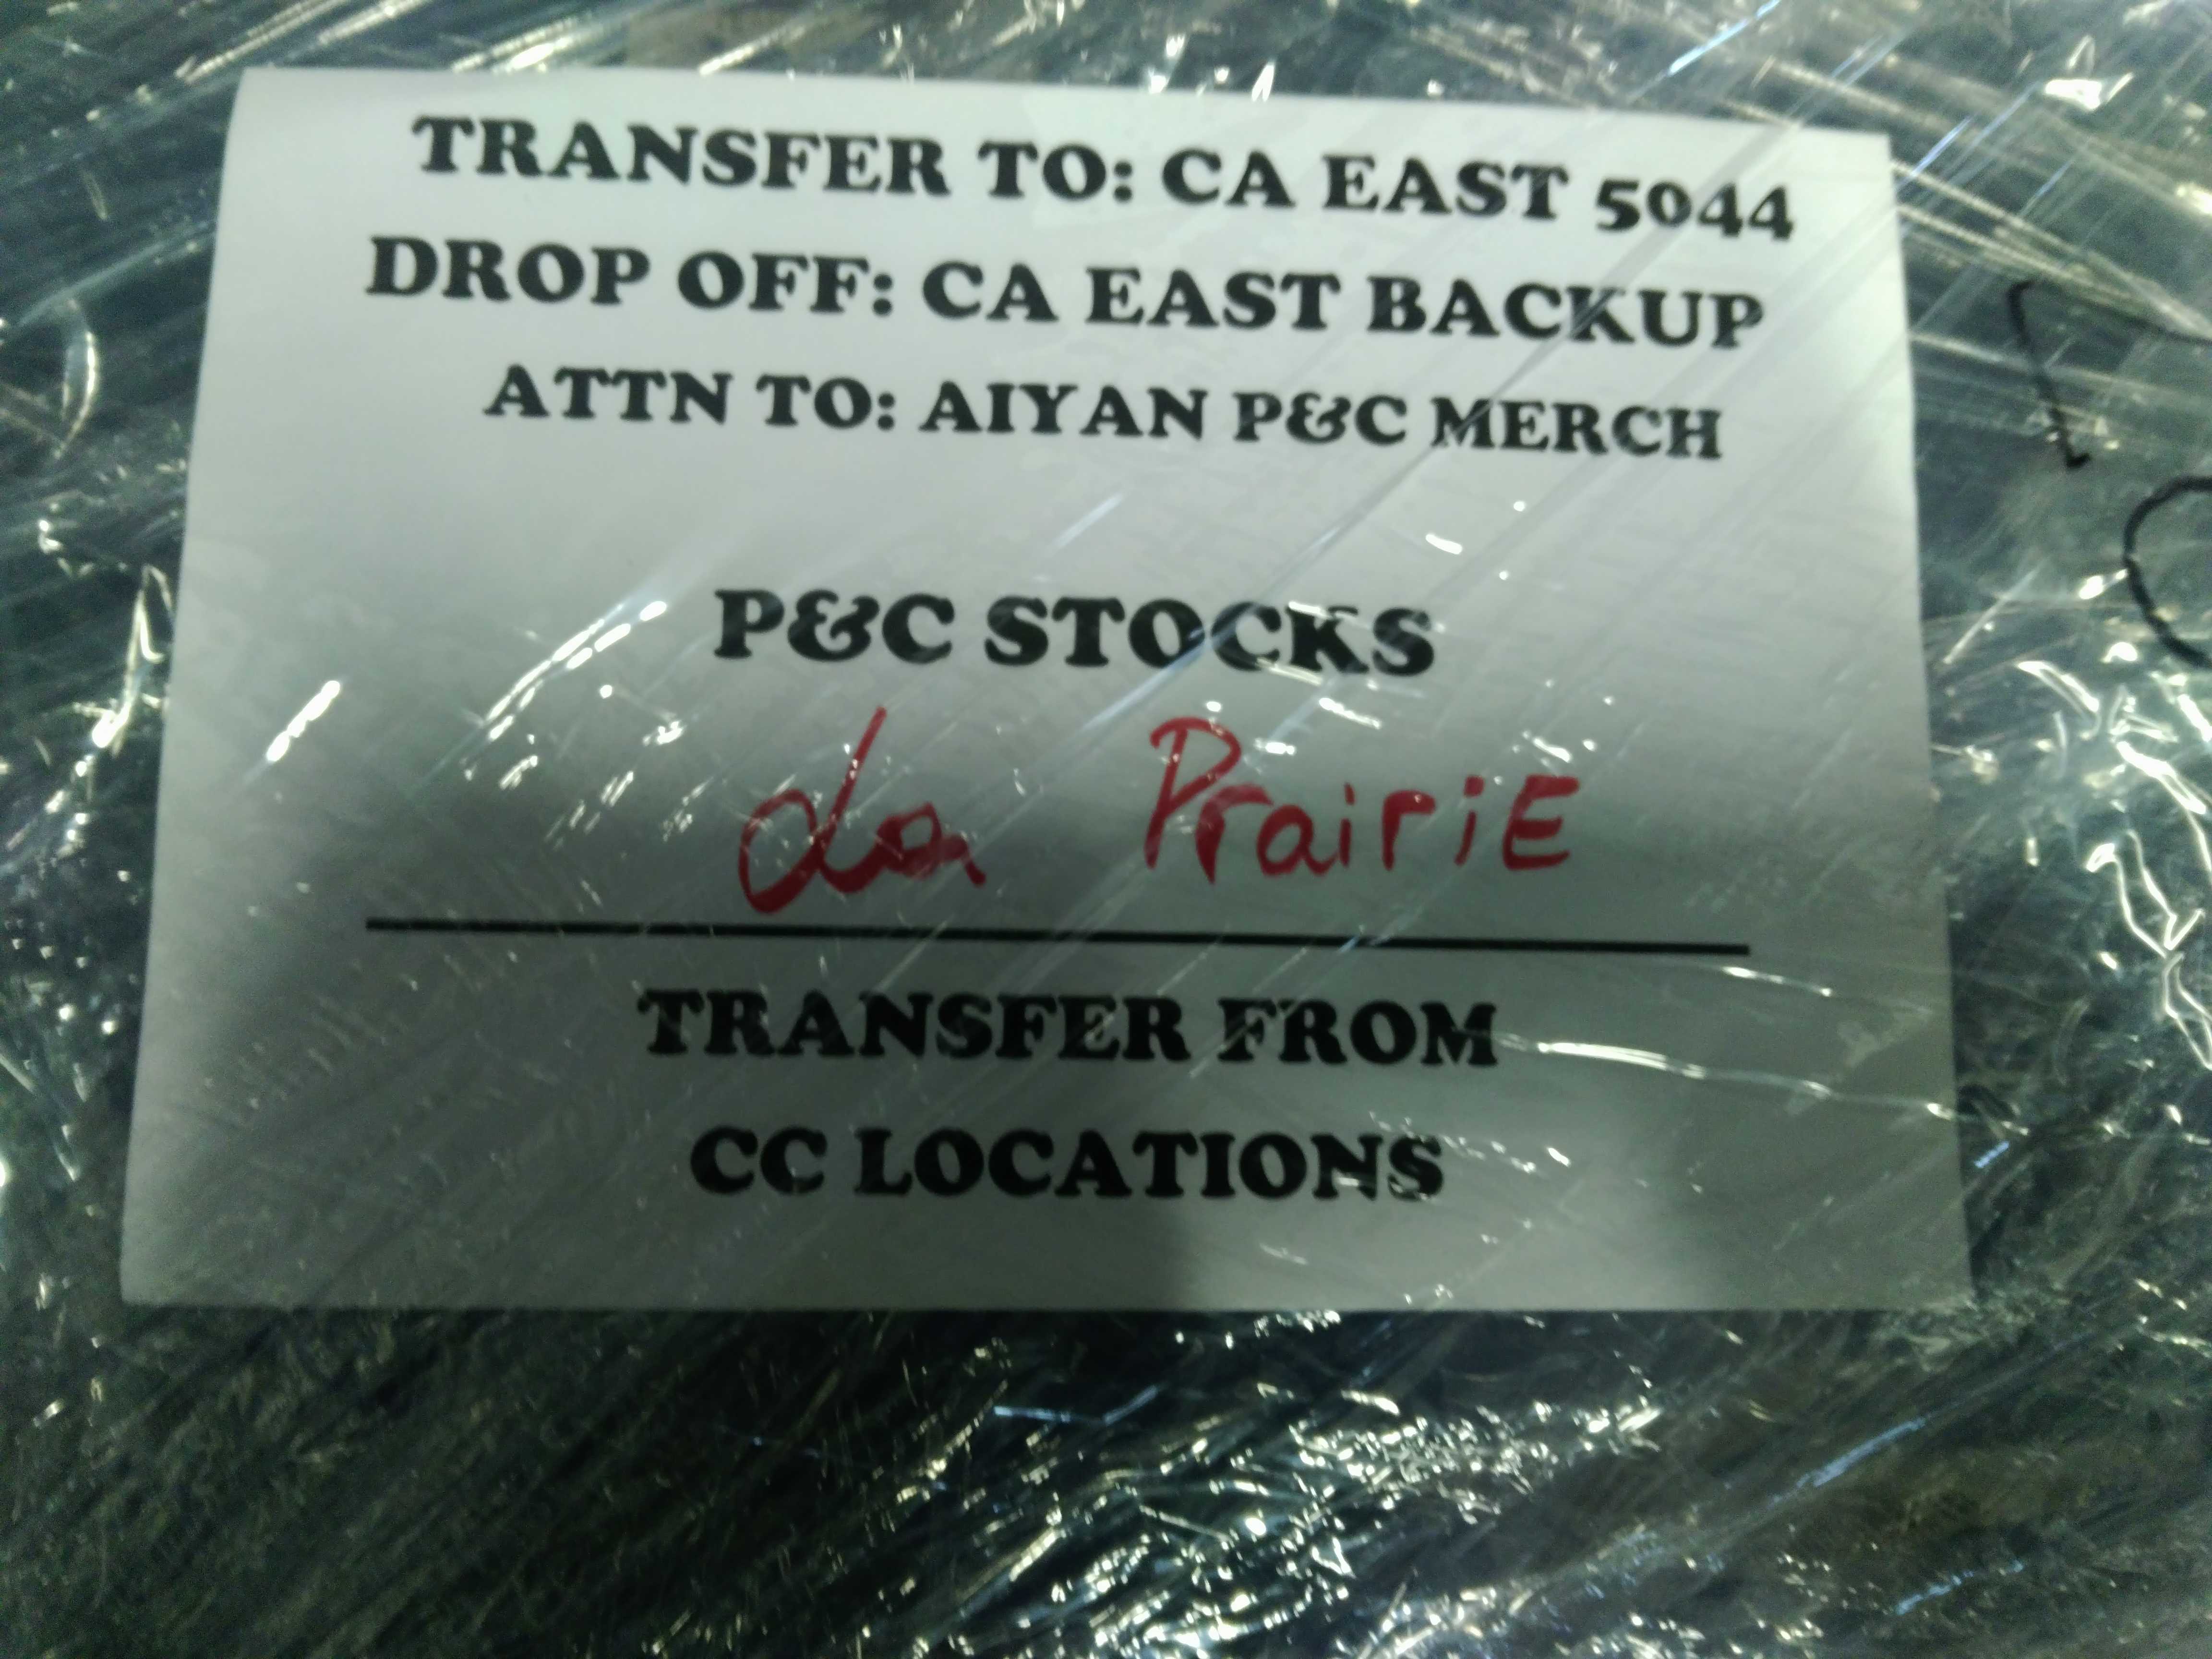 TRANSFER TO: CA EAST 5044
DROP OFF: CA EAST BACKUP
ATTN TO: AIYAN P&C MERCH
P&C STOCKS
La PrairiE
TRANSFER FROM
CC LOCATIONS